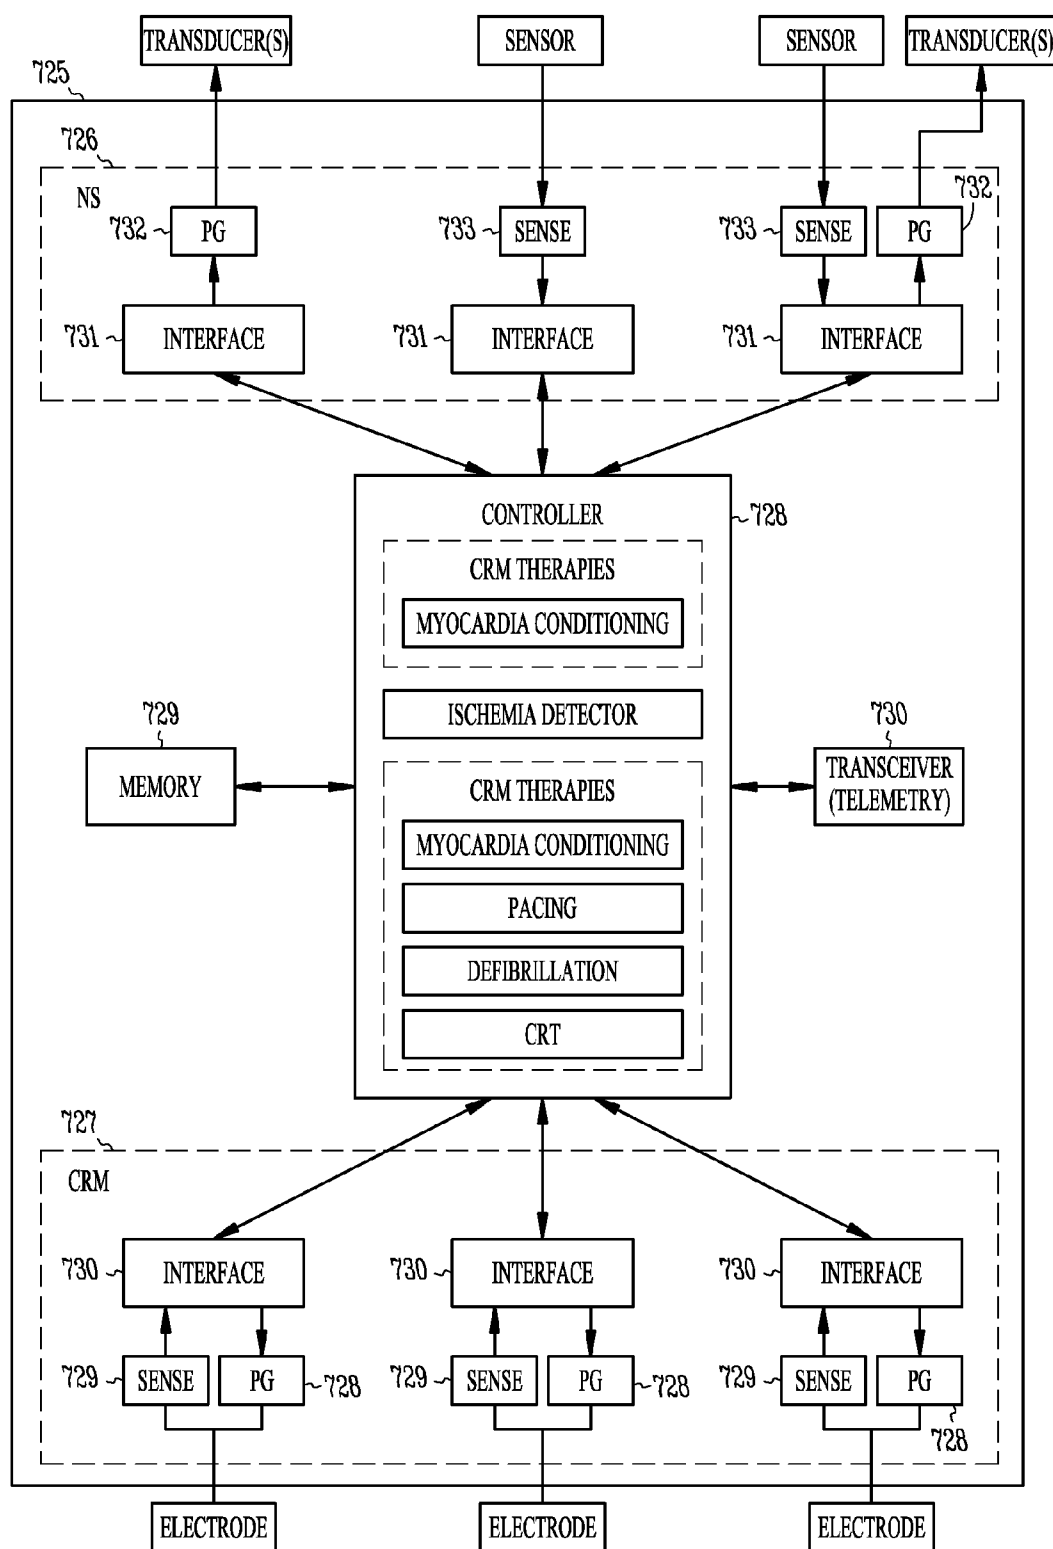 TRANSDUCER(S)
SENSOR
SENSOR
TRANSDUCER(S)
725
726
NS
732
PG
733
SENSE
733
SENSE
PG
732
731
INTERFACE
731
INTERFACE
731
INTERFACE
CONTROLLER
728
CRM THERAPIES
MYOCARDIA CONDITIONING
ISCHEMIA DETECTOR
729
MEMORY
730
TRANSCEIVER
(TELEMETRY)
CRM THERAPIES
MYOCARDIA CONDITIONING
PACING
DEFIBRILLATION
CRT
727
CRM
730
INTERFACE
730
INTERFACE
730
INTERFACE
729
SENSE
PG
728
729
SENSE
PG
728
729
SENSE
PG
728
ELECTRODE
ELECTRODE
ELECTRODE